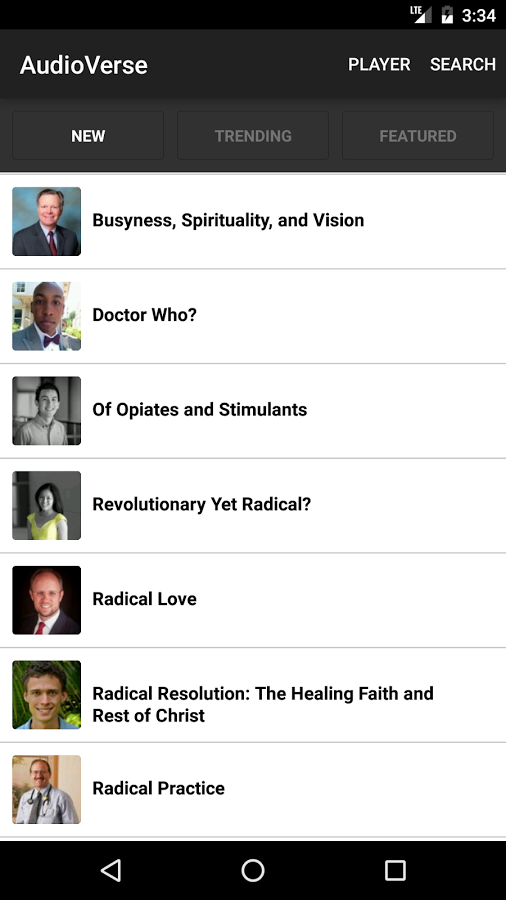 LTE 3:34
AudioVerse PLAYER SEARCH
NEW TRENDING FEATURED
Busyness, Spirituality, and Vision
Doctor Who?
Of Opiates and Stimulants
Revolutionary Yet Radical?
Radical Love
Radical Resolution: The Healing Faith and
Rest of Christ
Radical Practice